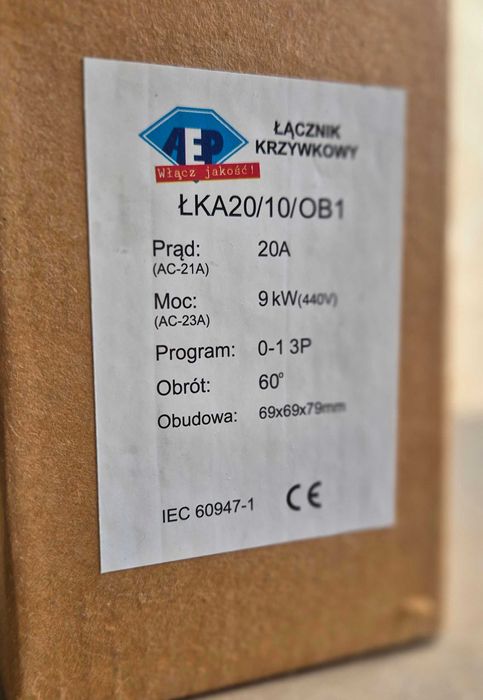 AEP
Włącz jakość!
ŁĄCZNIK
KRZYWKOWY
ŁKA20/10/OB1
Prąd: 20A
(AC-21A)
Moc: 9 kW(440V)
(AC-23A)
Program: 0-1 3P
Obrót: 60°
Obudowa: 69x69x79mm
IEC 60947-1 CE